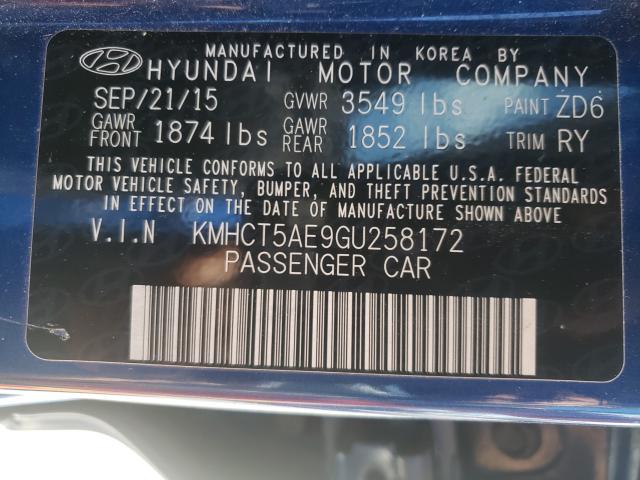 MANUFACTURED IN KOREA BY
HYUNDAI MOTOR COMPANY
SEP/21/15 GVWR 3549 lbs PAINT ZD6
GAWR FRONT 1874 lbs GAWR REAR 1852 lbs TRIM RY
THIS VEHICLE CONFORMS TO ALL APPLICABLE U.S.A. FEDERAL
MOTOR VEHICLE SAFETY, BUMPER, AND THEFT PREVENTION STANDARDS
IN EFFECT ON THE DATE OF MANUFACTURE SHOWN ABOVE
V.I.N KMHCT5AE9GU258172
PASSENGER CAR